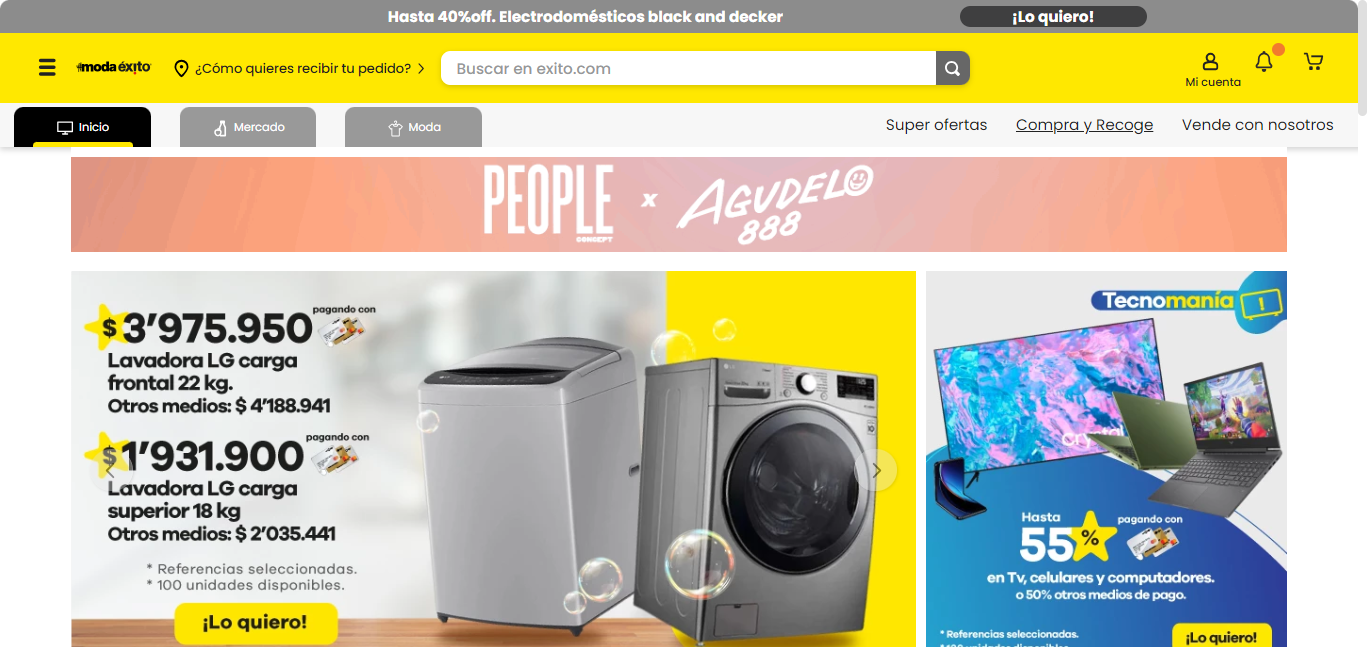 Hasta 40%off. Electrodomésticos black and decker
¡Lo quiero!
#moda éxito
¿Cómo quieres recibir tu pedido?
Buscar en exito.com
Mi cuenta
Inicio
Mercado
Moda
Super ofertas
Compra y Recoge
Vende con nosotros
PEOPLE
CONCEPT
x
AGUDELO
888
$3'975.950
pagando con
Lavadora LG carga
frontal 22 kg.
Otros medios: $ 4'188.941
$1'931.900
pagando con
Lavadora LG carga
superior 18 kg
Otros medios: $ 2'035.441
* Referencias seleccionadas.
* 100 unidades disponibles.
¡Lo quiero!
Tecnomanía
Crystal
Hasta
55%
pagando con
en Tv, celulares y computadores.
o 50% otros medios de pago.
* Referencias seleccionadas.
¡Lo quiero!